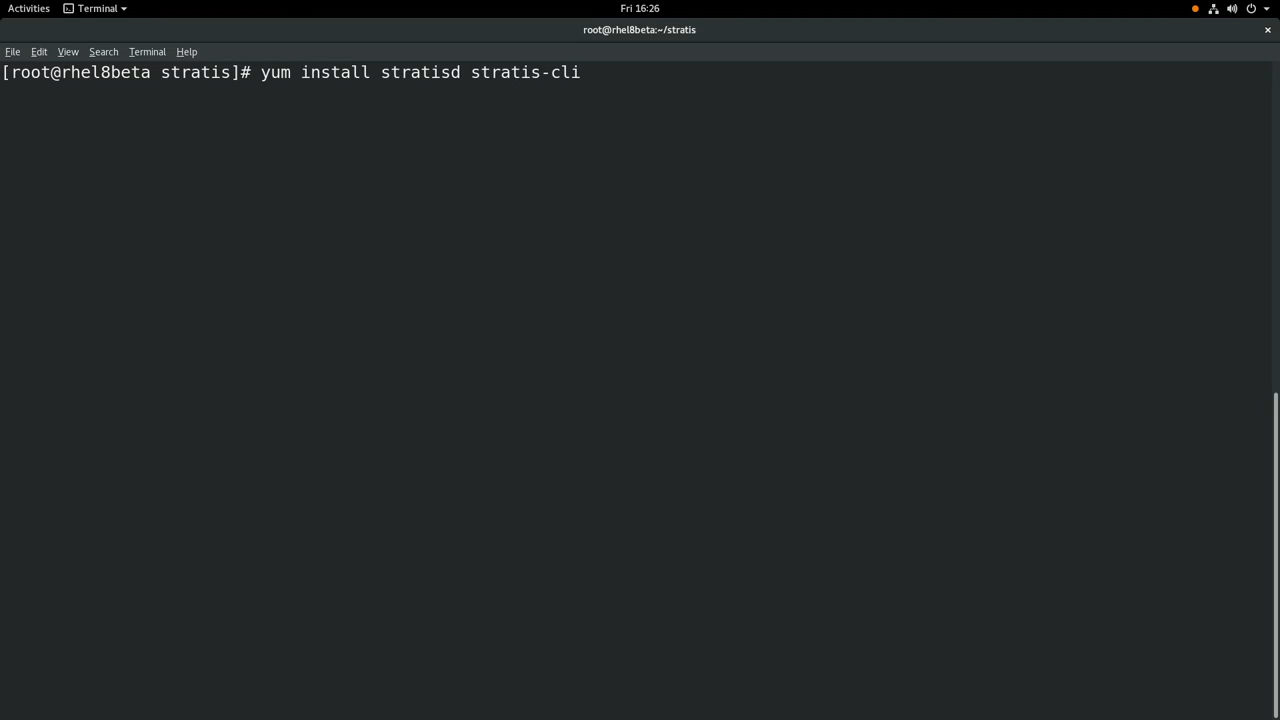 Activities Terminal Fri 16:26
root@rhel8beta:~/stratis
File Edit View Search Terminal Help
[root@rhel8beta stratis]# yum install stratisd stratis-cli